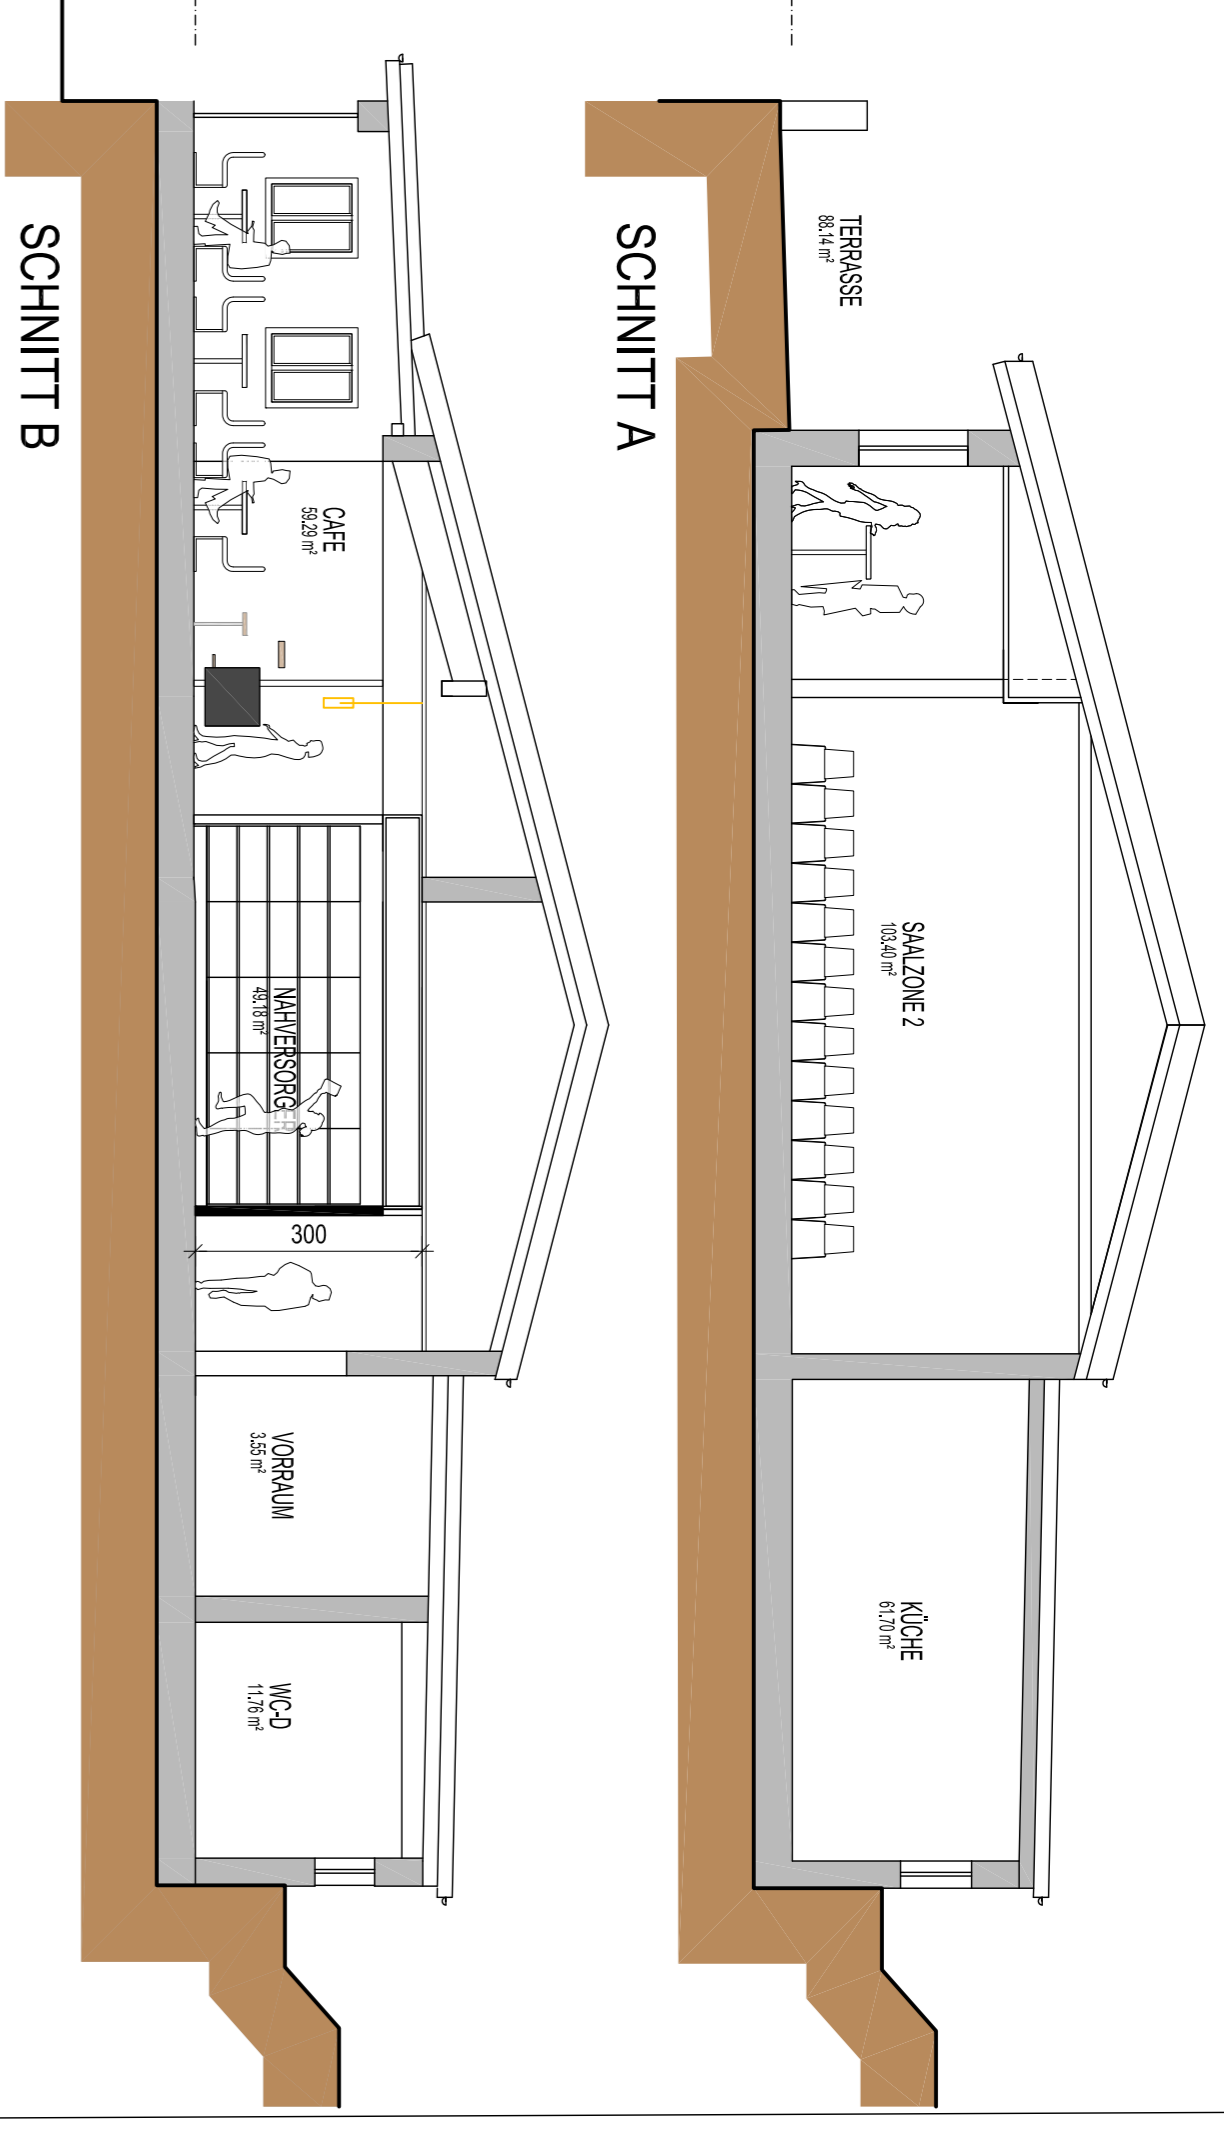 TERRASSE
88.14 m²
SAALZONE 2
103.40 m²
KÜCHE
61.70 m²
SCHNITT A
CAFE
59.29 m²
NAHVERSORGER
49.18 m²
300
VORRAUM
3.55 m²
WC-D
11.76 m²
SCHNITT B